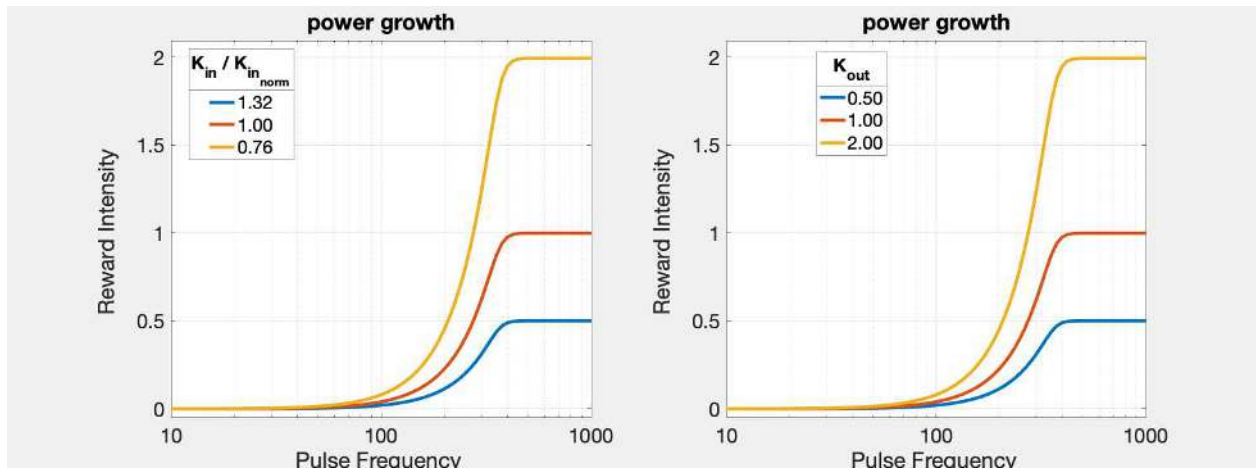 power growth
2
1.5
1
0.5
0
Reward Intensity
K_in / K_in_norm
1.32
1.00
0.76
10
100
1000
Pulse Frequency
power growth
2
1.5
1
0.5
0
Reward Intensity
K_out
0.50
1.00
2.00
10
100
1000
Pulse Frequency